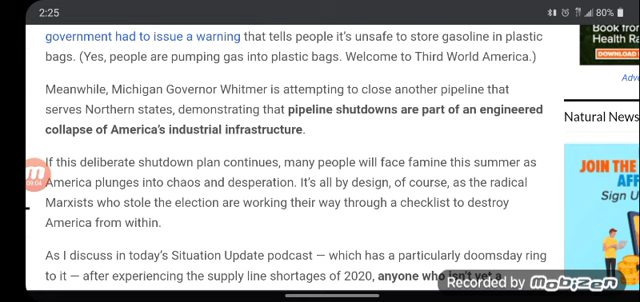 2:25
80%
government had to issue a warning that tells people it's unsafe to store gasoline in plastic
bags. (Yes, people are pumping gas into plastic bags. Welcome to Third World America.)
Meanwhile, Michigan Governor Whitmer is attempting to close another pipeline that
serves Northern states, demonstrating that pipeline shutdowns are part of an engineered
collapse of America's industrial infrastructure.
If this deliberate shutdown plan continues, many people will face famine this summer as
America plunges into chaos and desperation. It's all by design, of course, as the radical
Marxists who stole the election are working their way through a checklist to destroy
America from within.
As I discuss in today's Situation Update podcast — which has a particularly doomsday ring
to it — after experiencing the supply line shortages of 2020, anyone who isn't yet a
Book from
Health Ra
DOWNLOAD
Adve
Natural News
JOIN THE
AFF
Sign U
Recorded by Mobizen